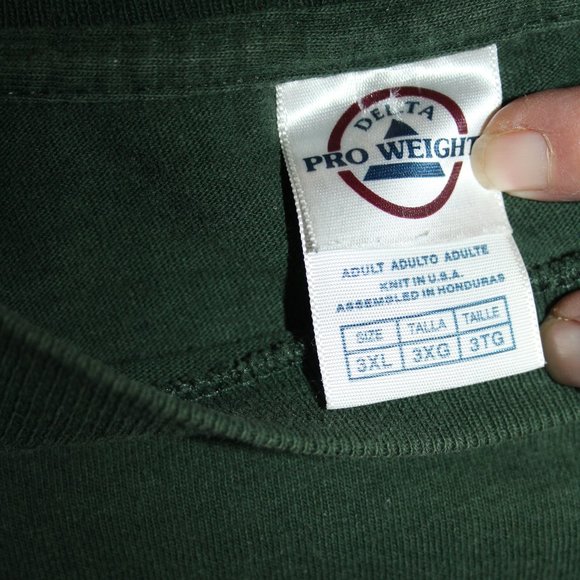 DELTA
PRO WEIGHT
ADULT ADULTO ADULTE
KNIT IN U.S.A.
ASSEMBLED IN HONDURAS
SIZE TALLA TAILLE
3XL 3XG 3TG